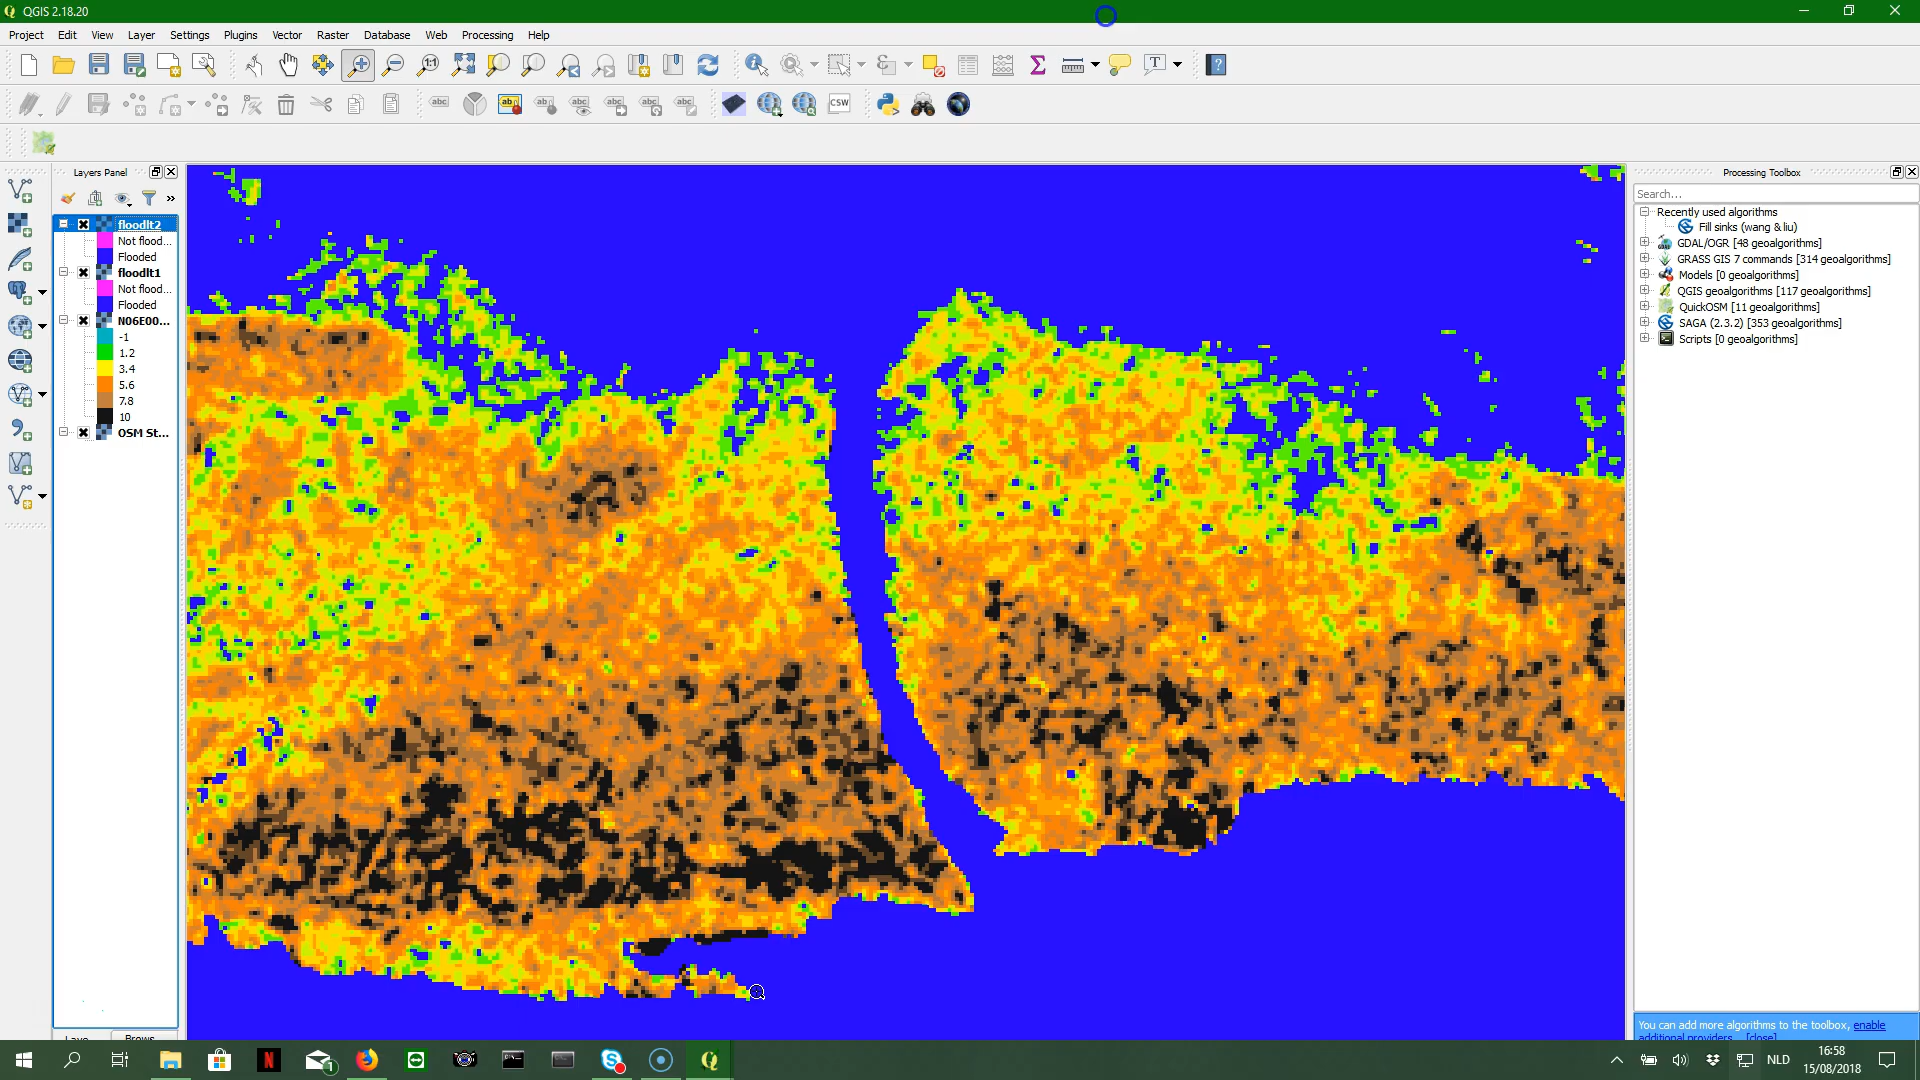 QGIS 2.18.20
Project Edit View Layer Settings Plugins Vector Raster Database Web Processing Help
Layers Panel
floodlt2
Not flood...
Flooded
floodlt1
Not flood...
Flooded
N06E00...
-1
1.2
3.4
5.6
7.8
10
OSM St...
Processing Toolbox
Search...
Recently used algorithms
Fill sinks (wang & liu)
GDAL/OGR [48 geoalgorithms]
GRASS GIS 7 commands [314 geoalgorithms]
Models [0 geoalgorithms]
QGIS geoalgorithms [117 geoalgorithms]
QuickOSM [11 geoalgorithms]
SAGA (2.3.2) [353 geoalgorithms]
Scripts [0 geoalgorithms]
You can add more algorithms to the toolbox, enable
additional providers. [close]
NLD
16:58
15/08/2018